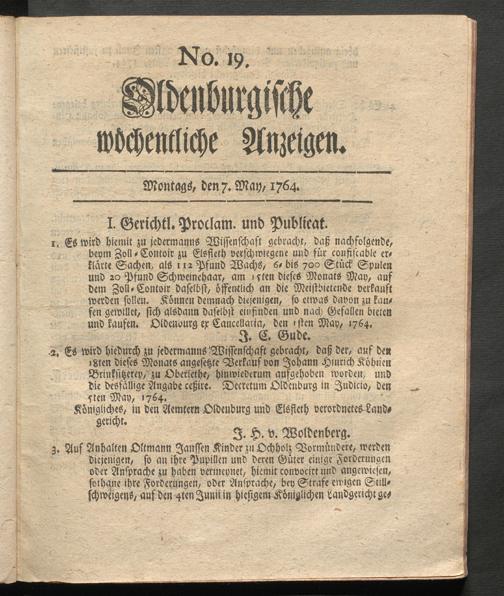 No. 19.
Oldenburgische
wöchentliche Anzeigen.
Montags, den 7. May, 1764.
I. Gerichtl. Proclam. und Publicat.
1. Es wird hiemit zu jedermanns Wissenschaft gebracht, daß nachfolgende,
beym Zoll-Contoir zu Elsfleth verschwiegene und für confiscable er-
klärte Sachen, als 112 Pfund Wachs, 6- bis 700 Stück Spulen
und 20 Pfund Schweinehaar, am 15ten dieses Monats May, auf
dem Zoll-Contoir daselbst, öffentlich an die Meistbietende verkauft
werden sollen. Können demnach diejenigen, so etwas davon zu kau-
fen gewillet, sich alsdann daselbst einfinden und nach Gefallen bieten
und kaufen. Oldenburg ex Cancellaria, den 1sten May, 1764.
J. C. Gude.
2. Es wird hiedurch zu jedermanns Wissenschaft gebracht, daß der, auf den
18ten dieses Monats angesetzte Verkauf von Johann Hinrich Köhnen
Brinksitzerey, zu Oberlethe, hinwiederum aufgehoben worden, und
die desfällige Angabe cessire. Decretum Oldenburg in Judicio, den
5ten May, 1764.
Königliches, in den Aemtern Oldenburg und Elsfleth verordnetes Land-
gericht.
J. H. v. Woldenberg.
3. Auf Anhalten Oltmann Janssen Kinder zu Ochholz Vormündere, werden
diejenigen, so an ihre Pupillen und deren Güter einige Forderungen
oder Ansprache zu haben vermeynet, hiemit convocirt und angewiesen,
sothane ihre Forderungen, oder Ansprache, bey Strafe ewigen Still-
schweigens, auf den 4ten Junii in hiesigem Königlichen Landgericht ge-